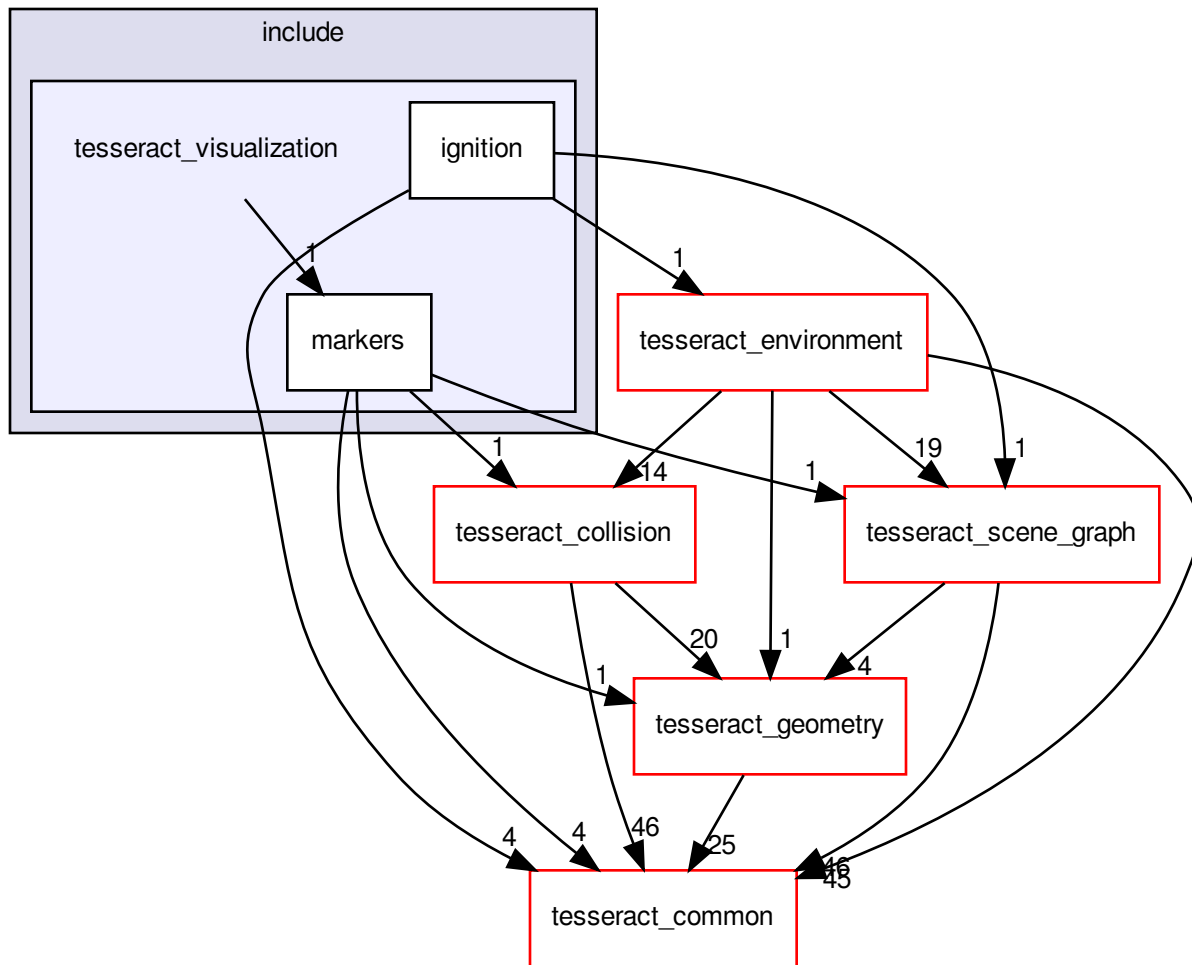 include
tesseract_visualization
ignition
1
1
markers
tesseract_environment
1
14
19
1
1
tesseract_collision
tesseract_scene_graph
1
20
1
4
tesseract_geometry
4
4
46
25
46
45
tesseract_common